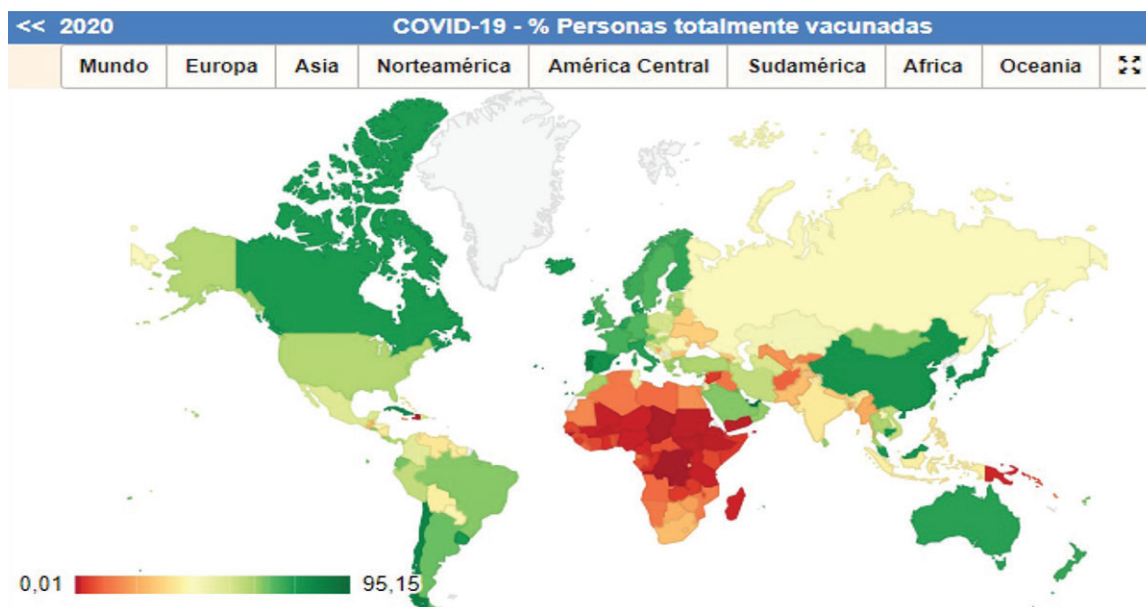 << 2020 COVID-19 - % Personas totalmente vacunadas
Mundo Europa Asia Norteamérica América Central Sudamérica Africa Oceania
0,01 95,15